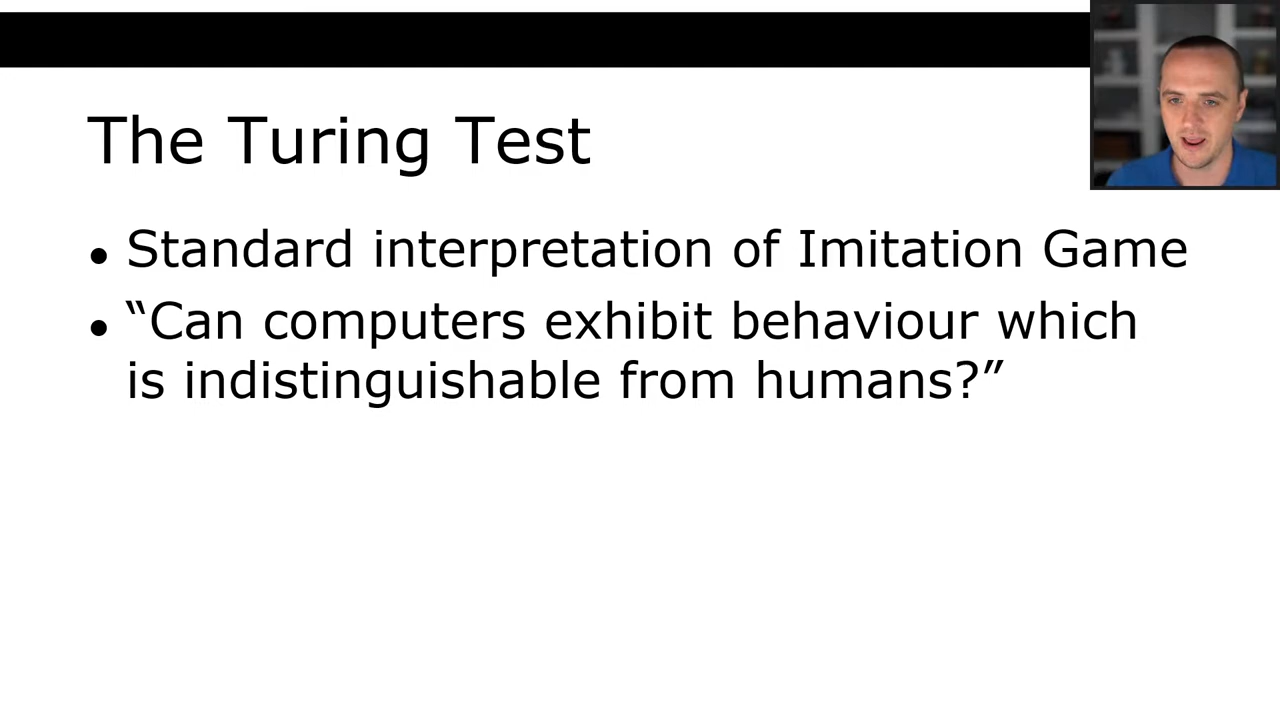 The Turing Test
• Standard interpretation of Imitation Game
• “Can computers exhibit behaviour which
is indistinguishable from humans?”